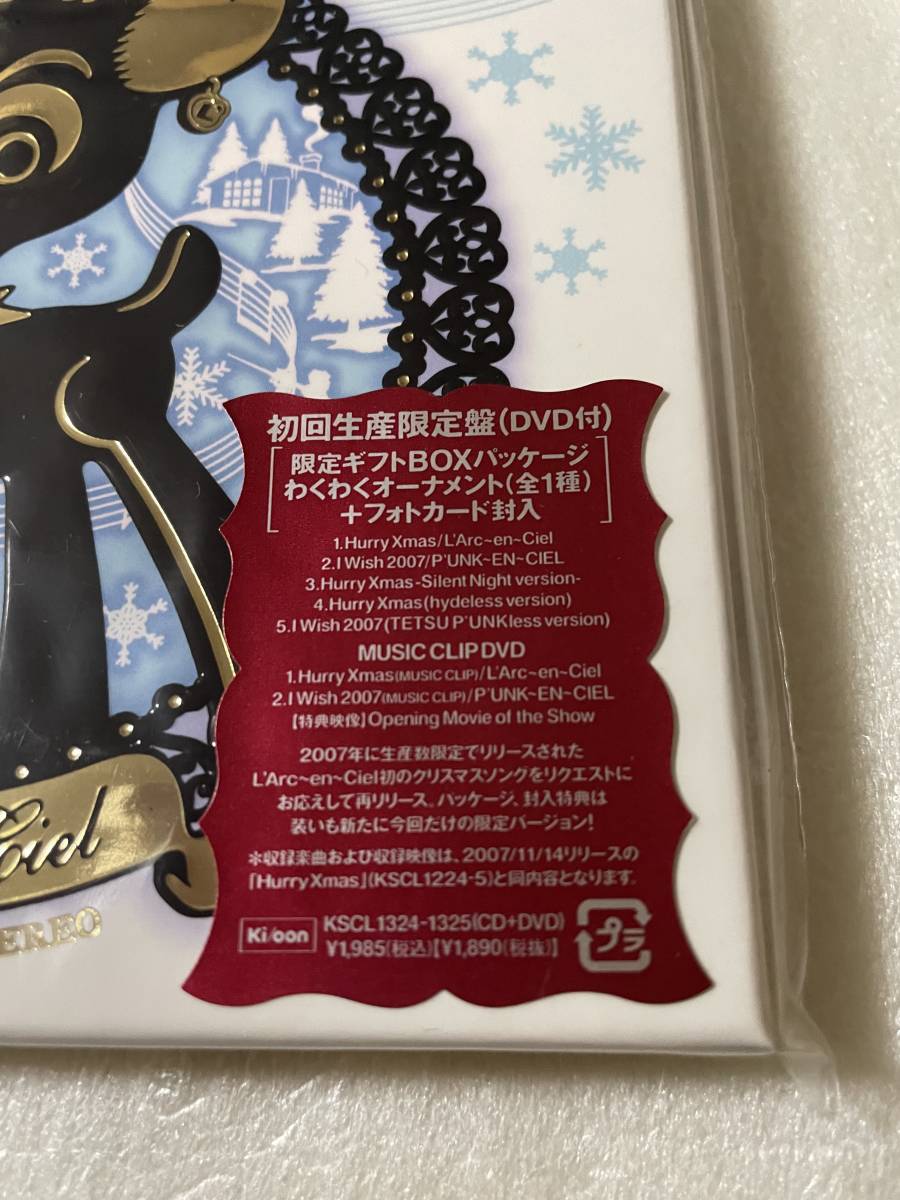 初回生産限定盤(DVD付)
限定ギフトBOXパッケージ
わくわくオーナメント(全1種)
+フォトカード封入
1.Hurry Xmas/L'Arc~en~Ciel
2.I Wish 2007/P'UNK~EN~CIEL
3.Hurry Xmas-Silent Night version-
4.Hurry Xmas(hydeless version)
5.I Wish 2007(TETSU P'UNKless version)
MUSIC CLIP DVD
1.Hurry Xmas(MUSIC CLIP)/L'Arc~en~Ciel
2.I Wish 2007(MUSIC CLIP)/P'UNK~EN~CIEL
【特典映像】Opening Movie of the Show
2007年に生産数限定でリリースされた
L'Arc~en~Ciel初のクリスマスソングをリクエストに
お応えして再リリース。パッケージ、封入特典は
装いも新たに今回だけの限定バージョン!
*収録楽曲および収録映像は、2007/11/14リリースの
「Hurry Xmas」(KSCL1224-5)と同内容となります。
Ki/oon
KSCL1324-1325(CD+DVD)
¥1,985(税込)【¥1,890(税抜)】
プラ
Ciel
EREO